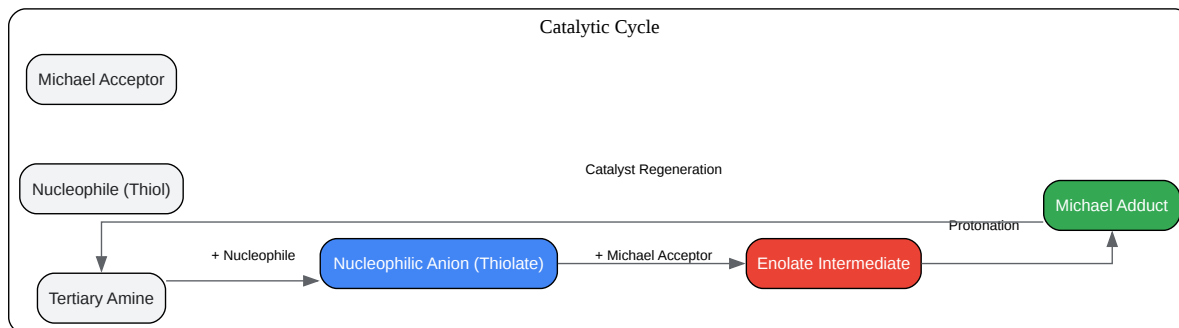 Catalytic Cycle
Michael Acceptor
Catalyst Regeneration
Nucleophile (Thiol)
Michael Adduct
Protonation
+ Nucleophile
+ Michael Acceptor
Nucleophilic Anion (Thiolate)
Enolate Intermediate
Tertiary Amine